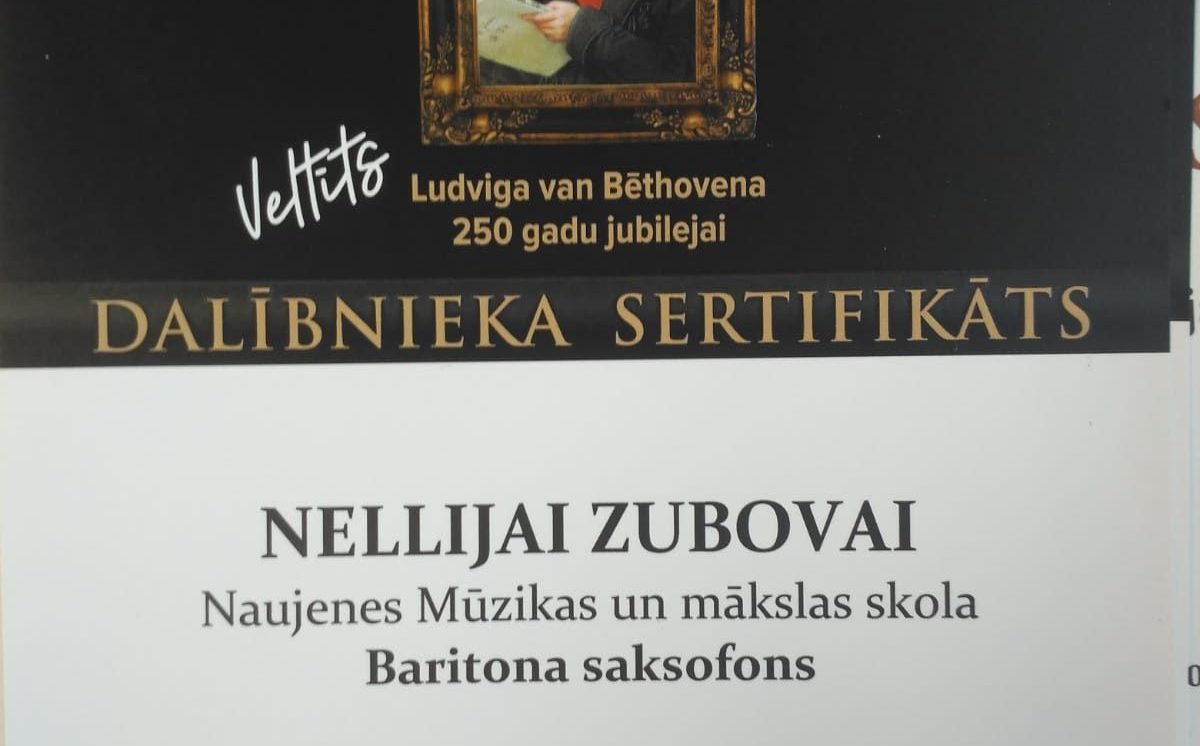 Veltīts
Ludviga van Bēthovena
250 gadu jubilejai
DALĪBNIEKA SERTIFIKĀTS
NELLIJAI ZUBOVAI
Naujenes Mūzikas un mākslas skola
Baritona saksofons